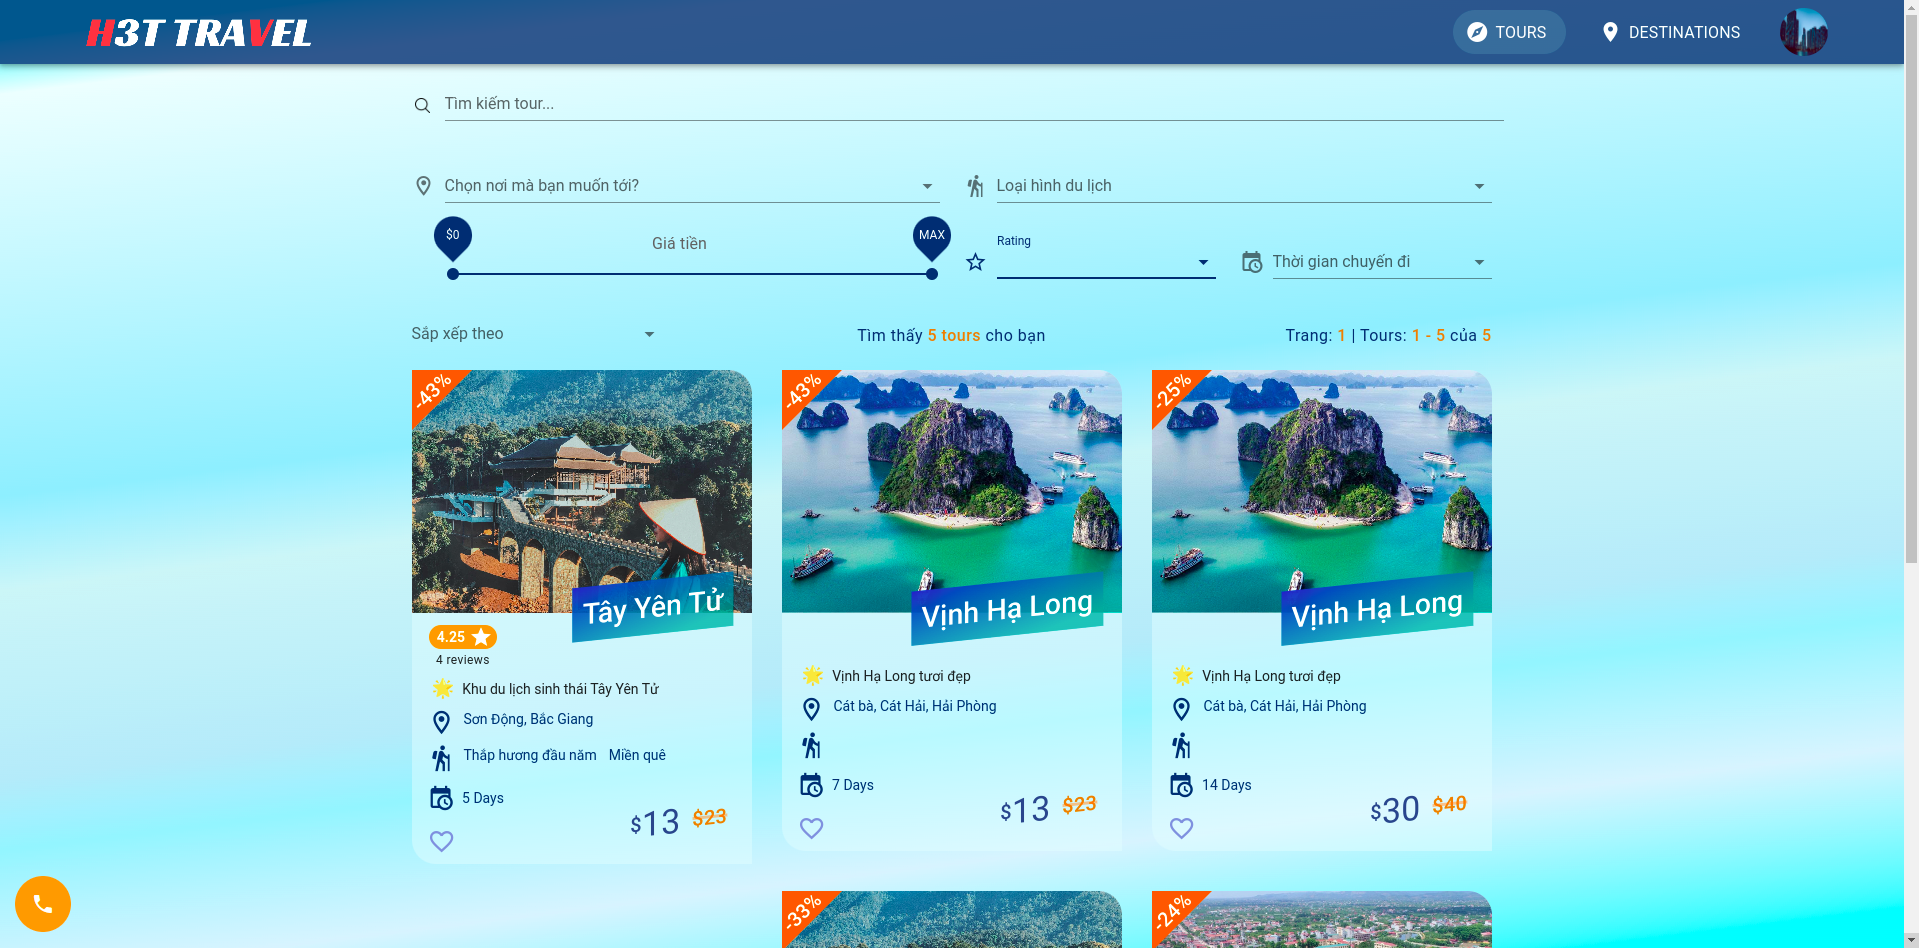 H3T TRAVEL
TOURS
DESTINATIONS
Tìm kiếm tour...
Chọn nơi mà bạn muốn tới?
Loại hình du lịch
$0
Giá tiền
MAX
Rating
Thời gian chuyến đi
Sắp xếp theo
Tìm thấy 5 tours cho bạn
Trang: 1 | Tours: 1 - 5 của 5
-43%
Tây Yên Tử
4.25
4 reviews
Khu du lịch sinh thái Tây Yên Tử
Sơn Động, Bắc Giang
Thắp hương đầu năm Miền quê
5 Days
$13 $23
-43%
Vịnh Hạ Long
Vịnh Hạ Long tươi đẹp
Cát bà, Cát Hải, Hải Phòng
7 Days
$13 $23
-25%
Vịnh Hạ Long
Vịnh Hạ Long tươi đẹp
Cát bà, Cát Hải, Hải Phòng
14 Days
$30 $40
-33%
-24%